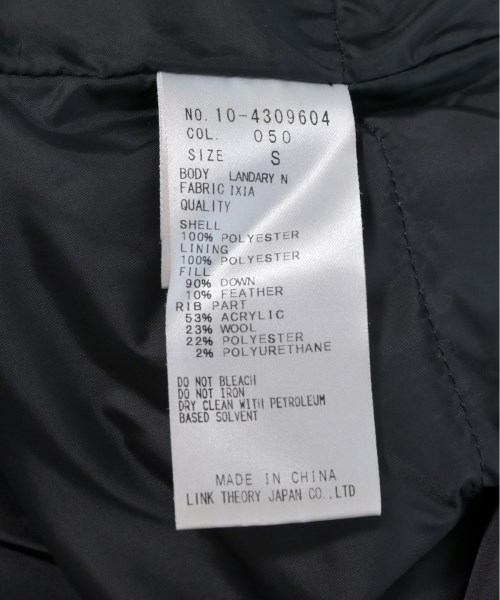 NO. 10-4309604
COL. 050
SIZE S
BODY LANDARY N
FABRIC IXIA
QUALITY
SHELL
100% POLYESTER
LINING
100% POLYESTER
FILL
90% DOWN
10% FEATHER
RIB PART
53% ACRYLIC
23% WOOL
22% POLYESTER
2% POLYURETHANE
DO NOT BLEACH
DO NOT IRON
DRY CLEAN WITH PETROLEUM
BASED SOLVENT
MADE IN CHINA
LINK THEORY JAPAN CO., LTD